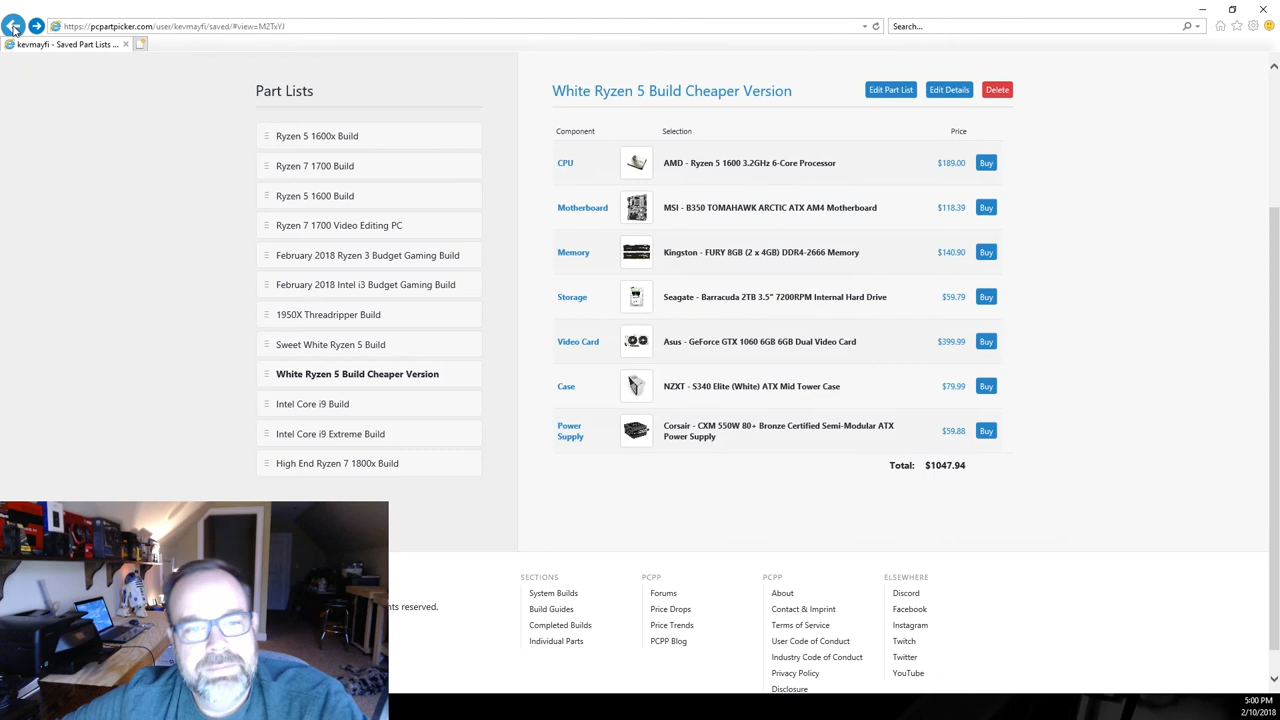 https://pcpartpicker.com/user/kevmayfi/saved/#view=M2TxYJ
Search...
kevmayfi - Saved Part Lists ...
Part Lists
Ryzen 5 1600x Build
Ryzen 7 1700 Build
Ryzen 5 1600 Build
Ryzen 7 1700 Video Editing PC
February 2018 Ryzen 3 Budget Gaming Build
February 2018 Intel i3 Budget Gaming Build
1950X Threadripper Build
Sweet White Ryzen 5 Build
White Ryzen 5 Build Cheaper Version
Intel Core i9 Build
Intel Core i9 Extreme Build
High End Ryzen 7 1800x Build
White Ryzen 5 Build Cheaper Version
Edit Part List
Edit Details
Delete
Component Selection Price
CPU AMD - Ryzen 5 1600 3.2GHz 6-Core Processor $189.00 Buy
Motherboard MSI - B350 TOMAHAWK ARCTIC ATX AM4 Motherboard $118.39 Buy
Memory Kingston - FURY 8GB (2 x 4GB) DDR4-2666 Memory $140.90 Buy
Storage Seagate - Barracuda 2TB 3.5" 7200RPM Internal Hard Drive $59.79 Buy
Video Card Asus - GeForce GTX 1060 6GB 6GB Dual Video Card $399.99 Buy
Case NZXT - S340 Elite (White) ATX Mid Tower Case $79.99 Buy
Power Supply Corsair - CXM 550W 80+ Bronze Certified Semi-Modular ATX Power Supply $59.88 Buy
Total: $1047.94
nts reserved.
SECTIONS
System Builds
Build Guides
Completed Builds
Individual Parts
PCPP
Forums
Price Drops
Price Trends
PCPP Blog
PCPP
About
Contact & Imprint
Terms of Service
User Code of Conduct
Industry Code of Conduct
Privacy Policy
Disclosure
ELSEWHERE
Discord
Facebook
Instagram
Twitch
Twitter
YouTube
5:00 PM
2/10/2018